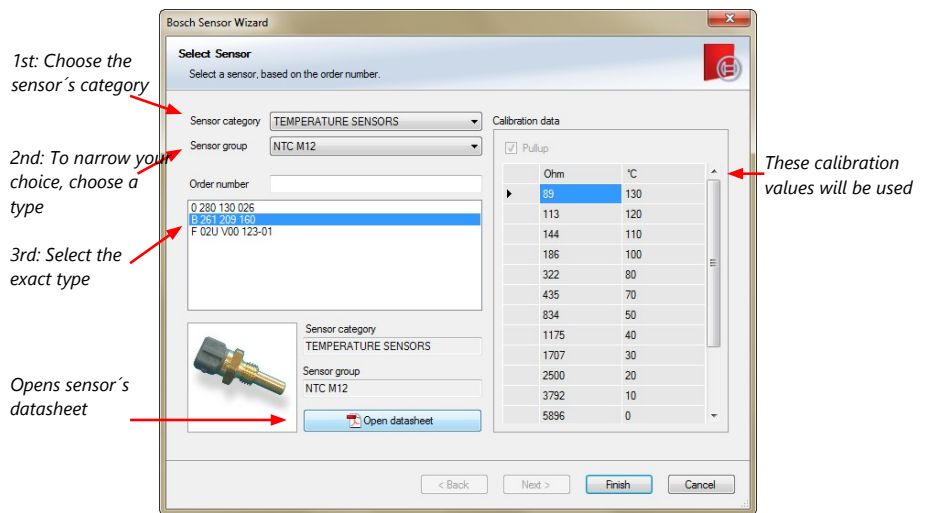 Bosch Sensor Wizard
Select Sensor
Select a sensor, based on the order number.
1st: Choose the
sensor´s category
Sensor category TEMPERATURE SENSORS
Sensor group NTC M12
2nd: To narrow your
choice, choose a
type
Order number
0 280 130 026
B 261 209 160
F 02U V00 123-01
3rd: Select the
exact type
Calibration data
Pullup
Ohm °C
89 130
113 120
144 110
186 100
322 80
435 70
834 50
1175 40
1707 30
2500 20
3792 10
5896 0
These calibration
values will be used
Sensor category
TEMPERATURE SENSORS
Sensor group
NTC M12
Opens sensor´s
datasheet
Open datasheet
< Back Next > Finish Cancel